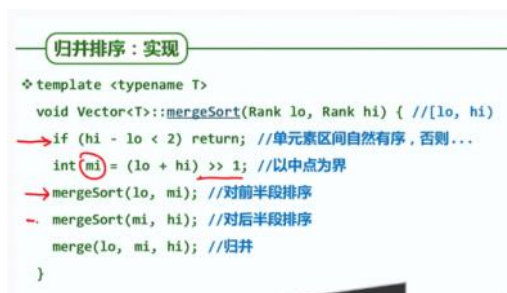 归并排序：实现
❖ template <typename T>
void Vector<T>::mergeSort(Rank lo, Rank hi) { //[lo, hi)
if (hi - lo < 2) return; //单元素区间自然有序，否则...
int mi = (lo + hi) >> 1; //以中点为界
mergeSort(lo, mi); //对前半段排序
mergeSort(mi, hi); //对后半段排序
merge(lo, mi, hi); //归并
}